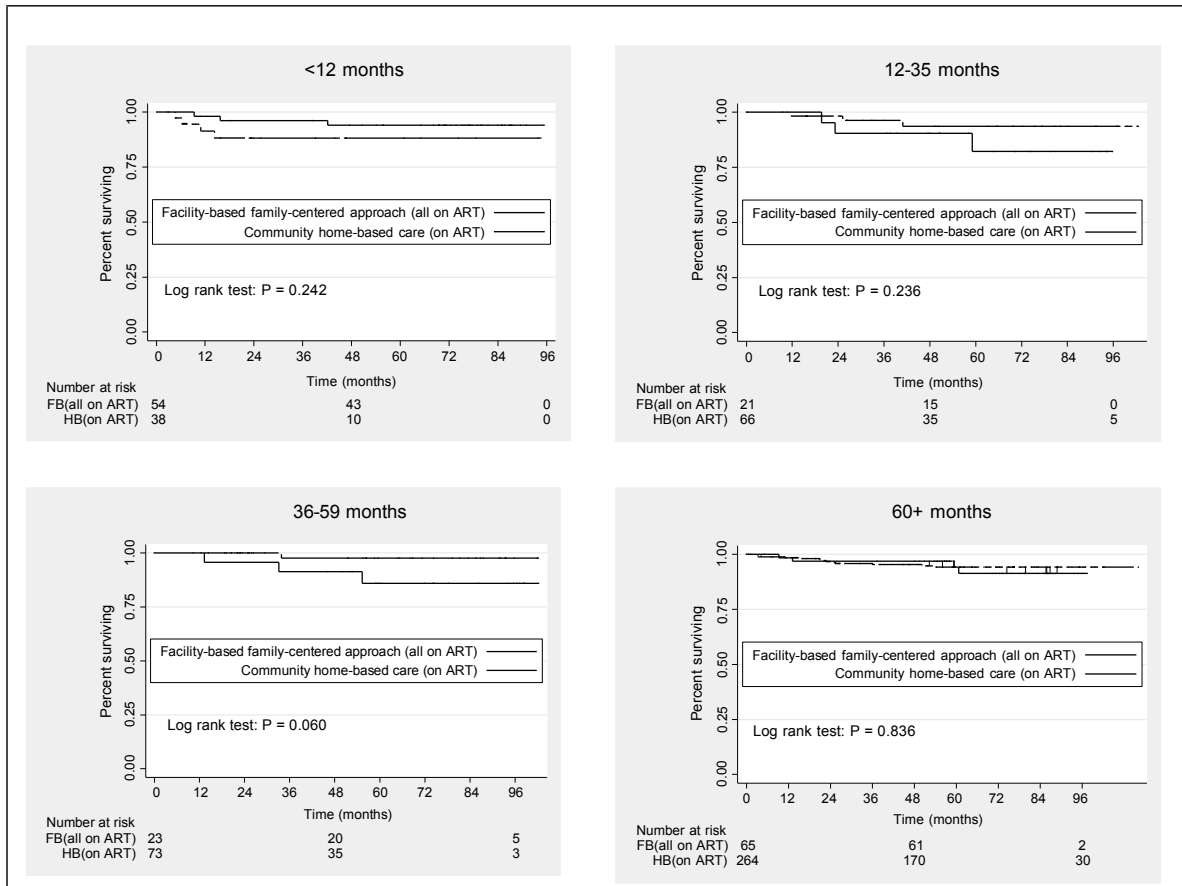 <12 months
1.00
0.75
0.50
0.25
0.00
Percent surviving
Facility-based family-centered approach (all on ART)
Community home-based care (on ART)
Log rank test: P = 0.242
0 12 24 36 48 60 72 84 96
Time (months)
Number at risk
FB(all on ART) 54 43 0
HB(on ART) 38 10 0
12-35 months
1.00
0.75
0.50
0.25
0.00
Percent surviving
Facility-based family-centered approach (all on ART)
Community home-based care (on ART)
Log rank test: P = 0.236
0 12 24 36 48 60 72 84 96
Time (months)
Number at risk
FB(all on ART) 21 15 0
HB(on ART) 66 35 5
36-59 months
1.00
0.75
0.50
0.25
0.00
Percent surviving
Facility-based family-centered approach (all on ART)
Community home-based care (on ART)
Log rank test: P = 0.060
0 12 24 36 48 60 72 84 96
Time (months)
Number at risk
FB(all on ART) 23 20 5
HB(on ART) 73 35 3
60+ months
1.00
0.75
0.50
0.25
0.00
Percent surviving
Facility-based family-centered approach (all on ART)
Community home-based care (on ART)
Log rank test: P = 0.836
0 12 24 36 48 60 72 84 96
Time (months)
Number at risk
FB(all on ART) 65 61 2
HB(on ART) 264 170 30